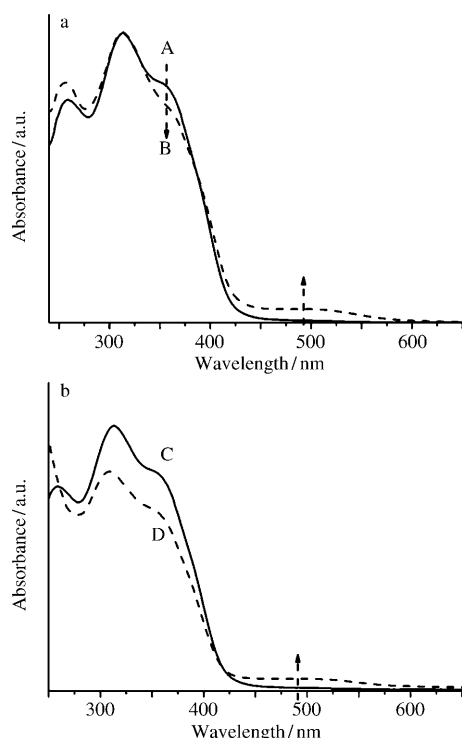 a
A
B
Absorbance / a.u.
300 400 500 600
Wavelength / nm
b
C
D
Absorbance / a.u.
300 400 500 600
Wavelength / nm